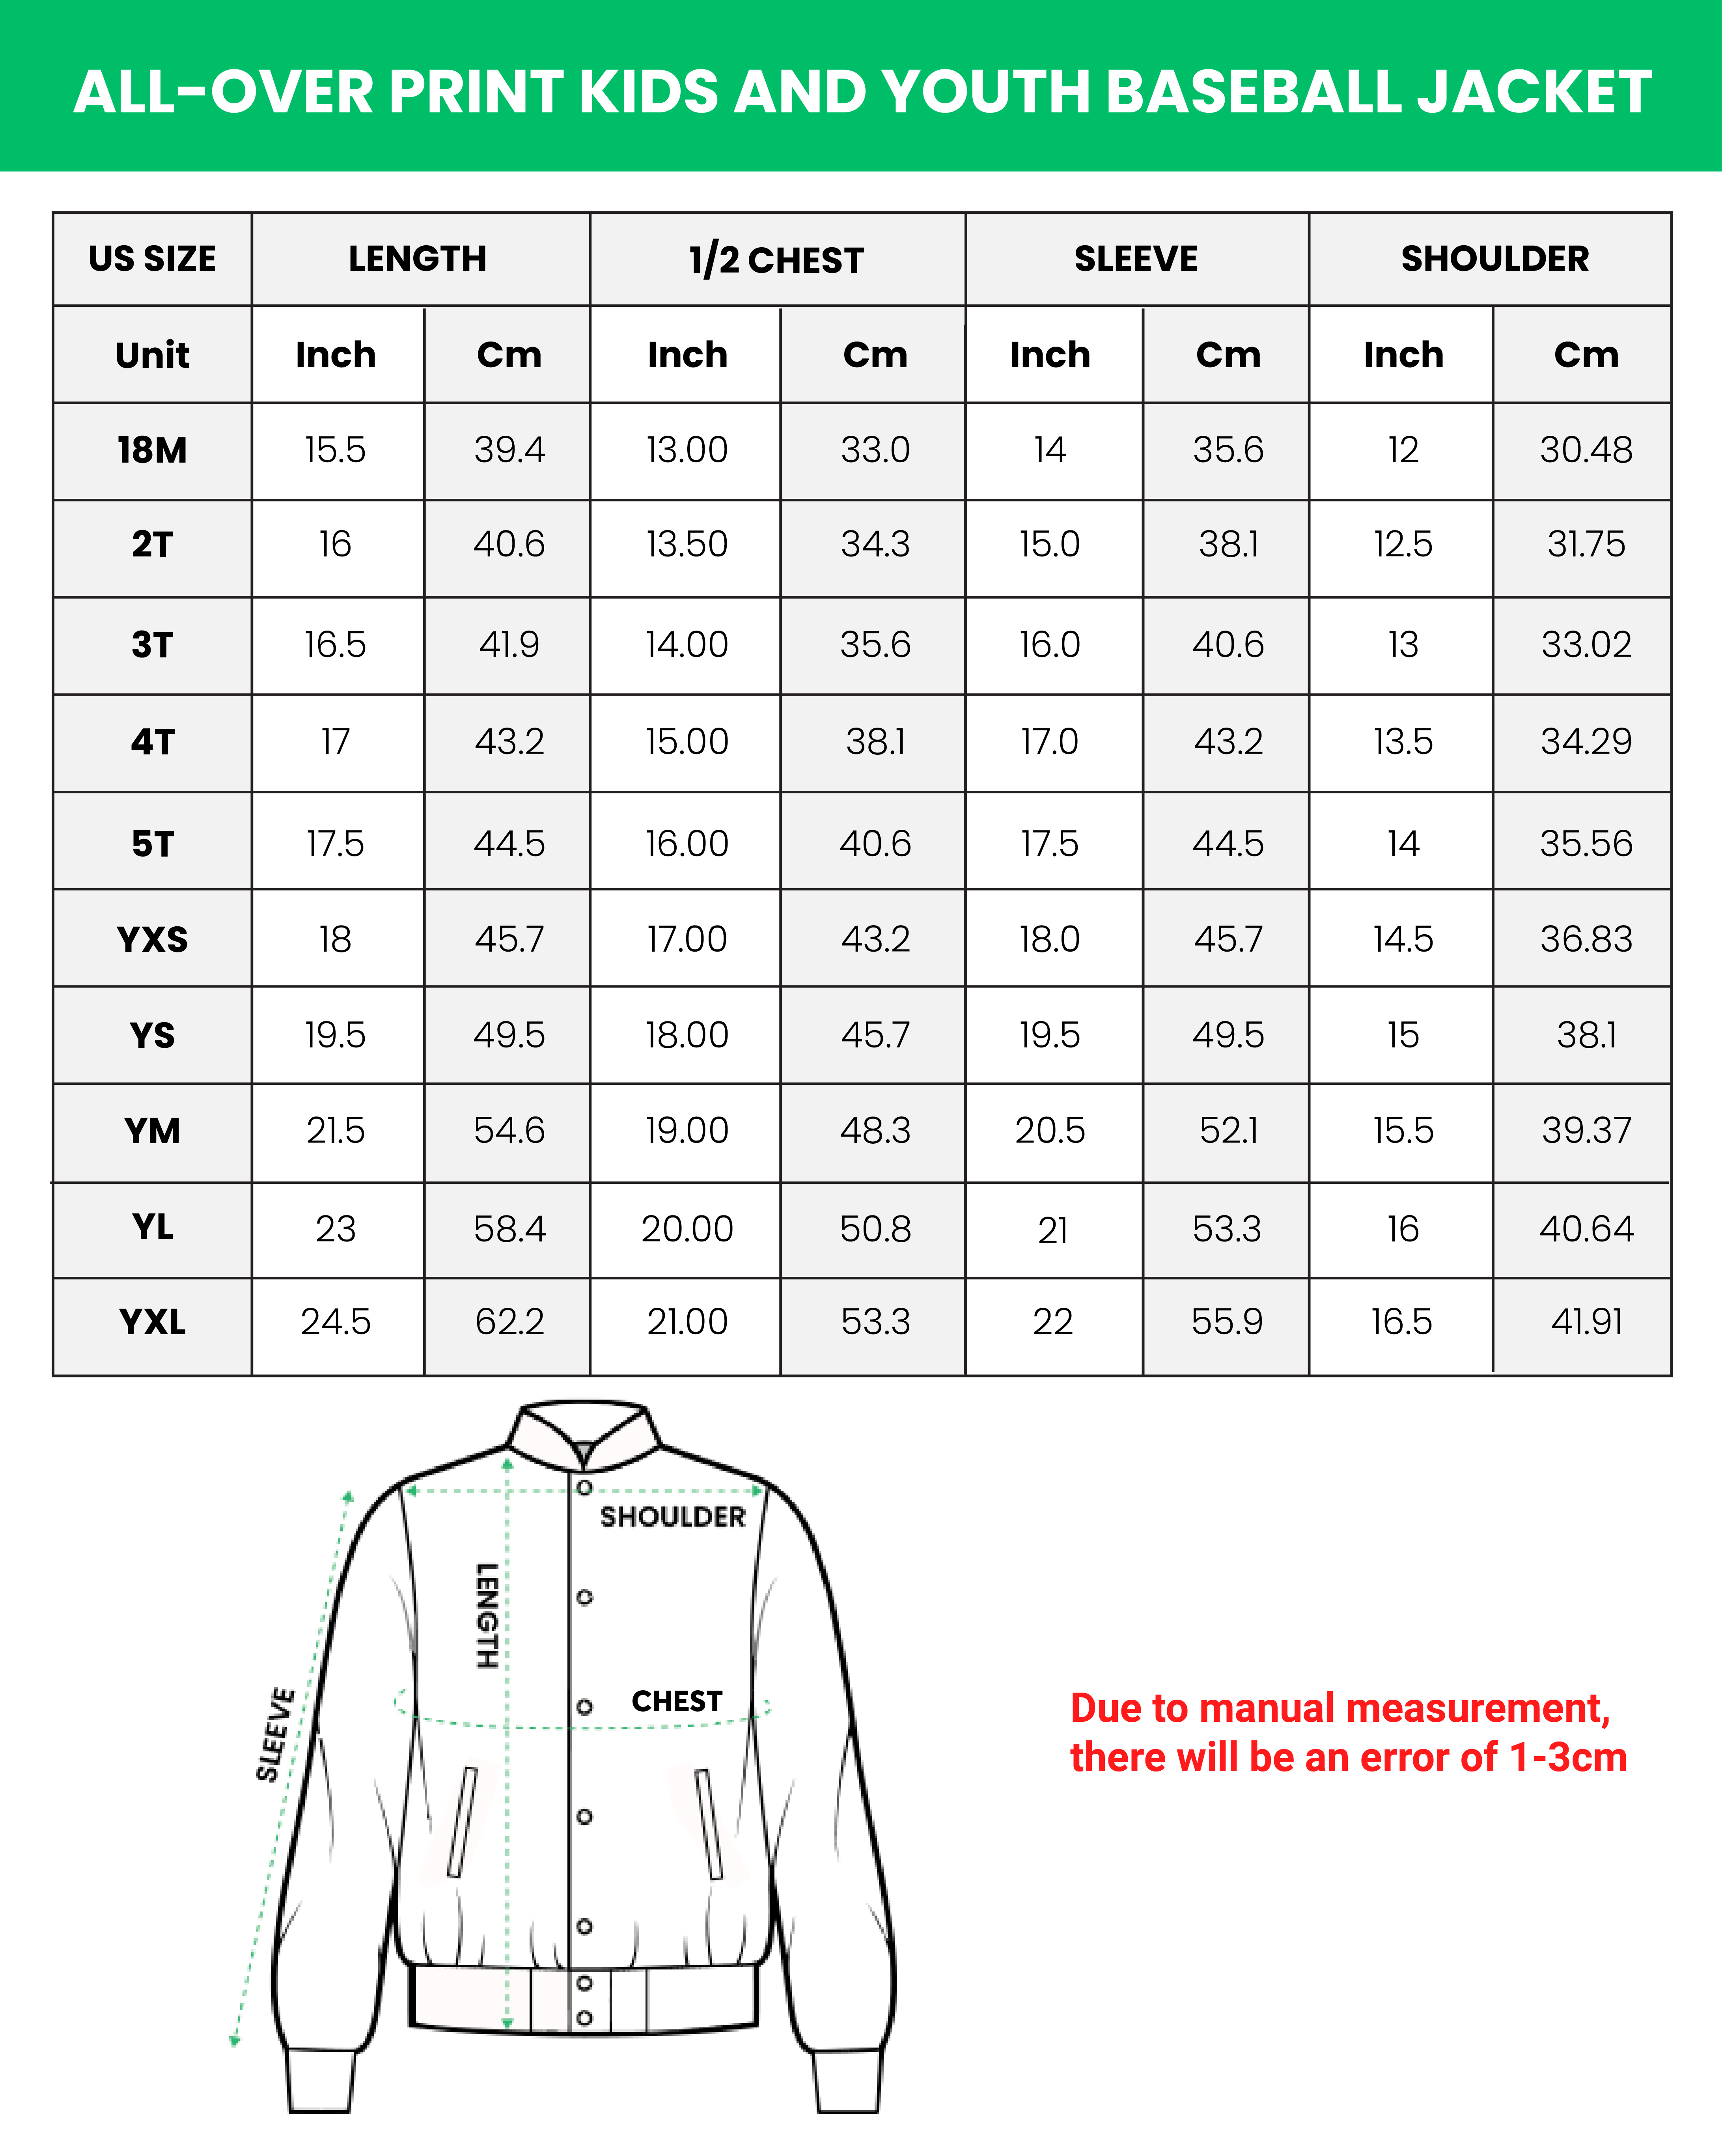 ALL-OVER PRINT KIDS AND YOUTH BASEBALL JACKET
US SIZE LENGTH 1/2 CHEST SLEEVE SHOULDER
Unit Inch Cm Inch Cm Inch Cm Inch Cm
18M 15.5 39.4 13.00 33.0 14 35.6 12 30.48
2T 16 40.6 13.50 34.3 15.0 38.1 12.5 31.75
3T 16.5 41.9 14.00 35.6 16.0 40.6 13 33.02
4T 17 43.2 15.00 38.1 17.0 43.2 13.5 34.29
5T 17.5 44.5 16.00 40.6 17.5 44.5 14 35.56
YXS 18 45.7 17.00 43.2 18.0 45.7 14.5 36.83
YS 19.5 49.5 18.00 45.7 19.5 49.5 15 38.1
YM 21.5 54.6 19.00 48.3 20.5 52.1 15.5 39.37
YL 23 58.4 20.00 50.8 21 53.3 16 40.64
YXL 24.5 62.2 21.00 53.3 22 55.9 16.5 41.91
SHOULDER
LENGTH
CHEST
SLEEVE
Due to manual measurement,
there will be an error of 1-3cm